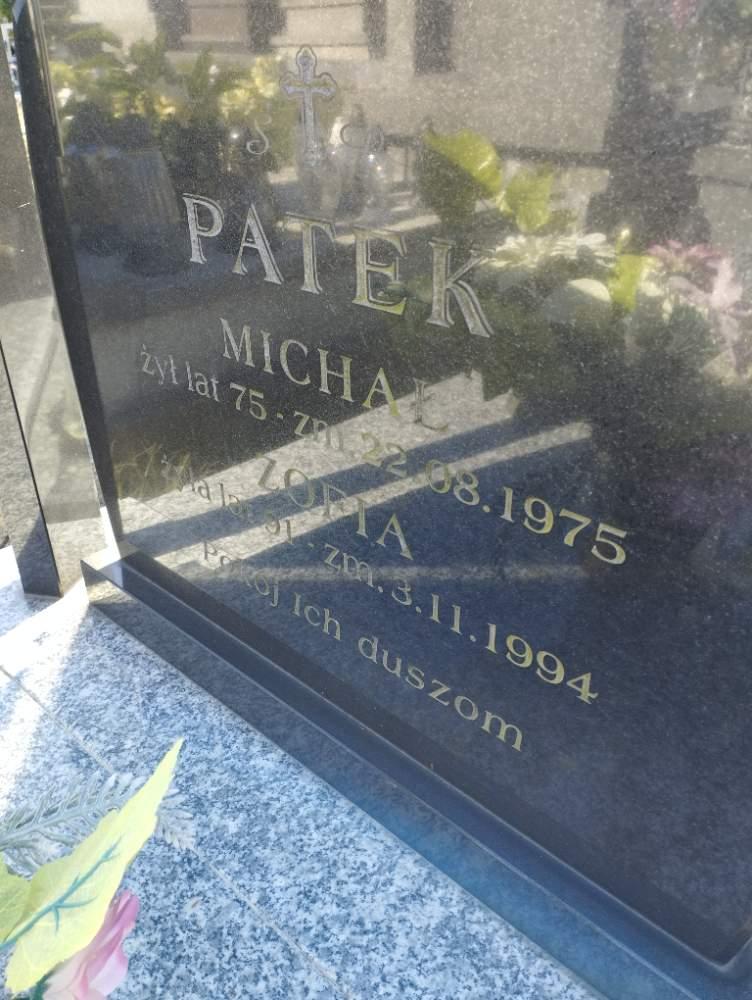 Ś P
PATEK
MICHAŁ
żył lat 75 - zm. 22.08.1975
ZOFIA
żyła lat 91 - zm. 3.11.1994
Pokój Ich duszom